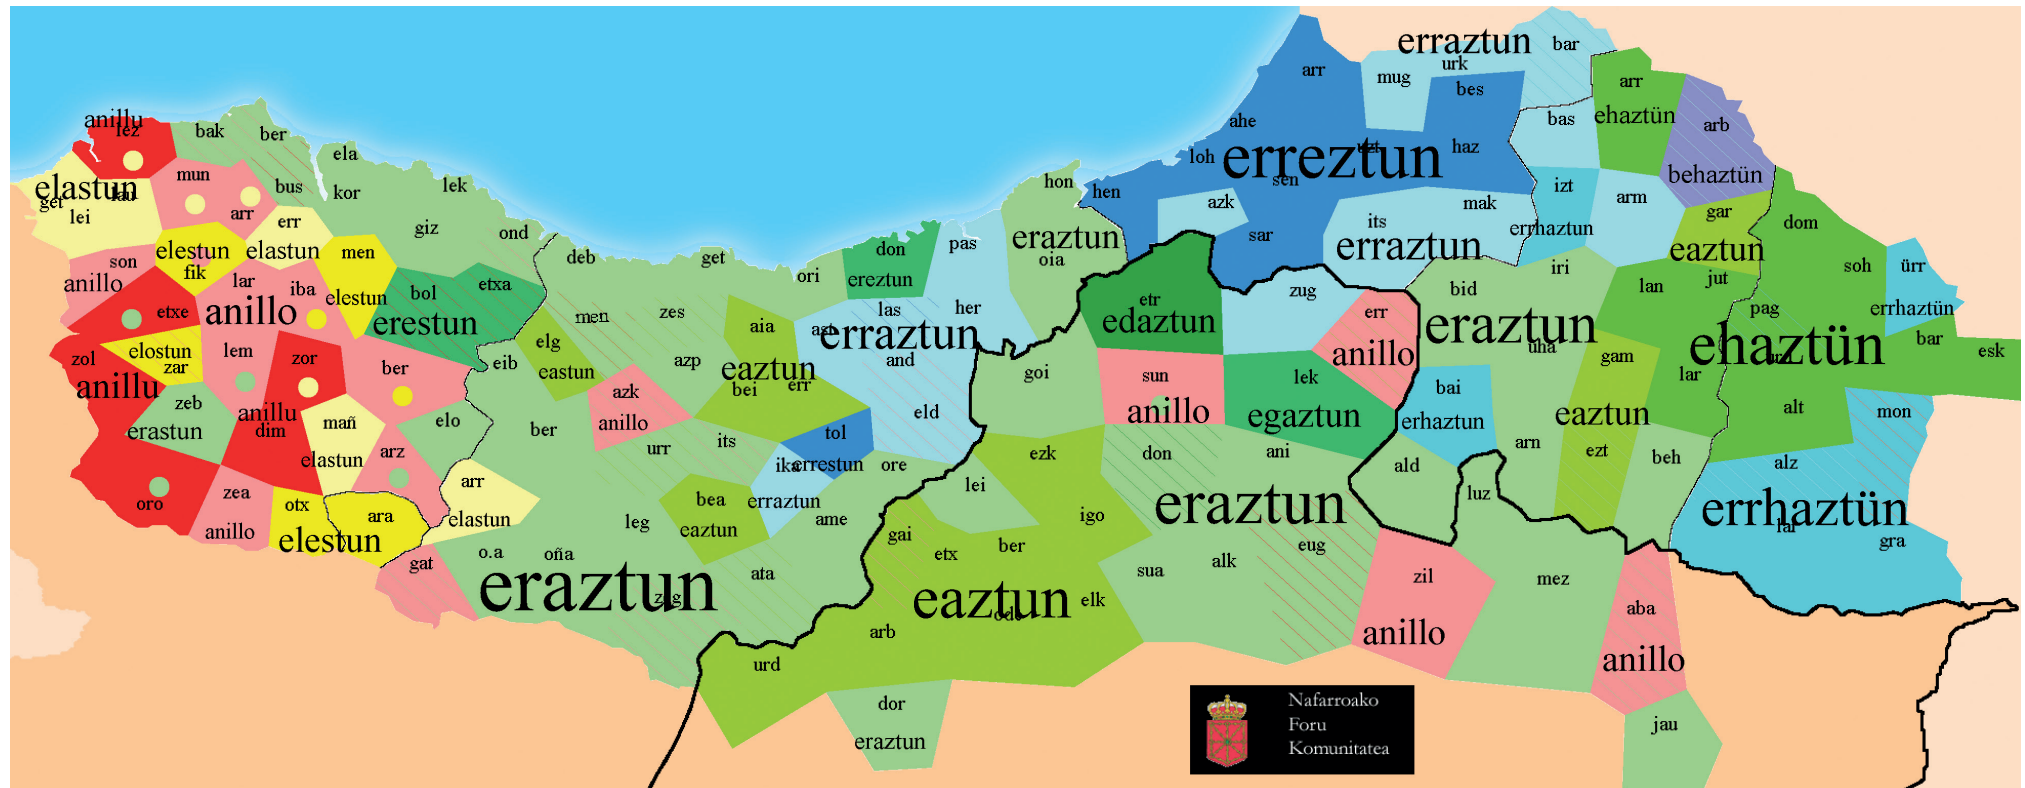 anillu
lez
bak
ber
ela
elastun
get
lau
lei
mun
arr
bus
kor
lek
giz
ond
err
elastun
elestun
fik
men
elestun
son
anillo
lar
iba
anillo
etxe
bol
etxa
erestun
elostun
zar
zol
anillu
lem
zor
ber
zeb
erastun
anillu
dim
mañ
elastun
elo
arz
oro
zea
anillo
otx
elestun
ara
arr
elastun
gat
deb
get
ori
don
ereztun
pas
men
zes
aia
las
her
ast
erraztun
elg
eastun
eib
azp
eaztun
bei
err
and
azk
anillo
ber
urr
its
tol
errestun
eld
ika
erraztun
ore
bea
eaztun
leg
ame
o.a
oña
ata
eraztun
zeg
hon
eraztun
oia
hen
arr
ahe
loh
erreztun
uzt
sen
haz
azk
sar
erraztun
bar
urk
mug
bes
mak
its
erraztun
bas
arr
ehaztün
arb
behaztün
izt
errhaztun
arm
gar
eaztun
dom
iri
lan
jut
soh
ürr
errhaztün
pag
bid
eraztun
uha
ehaztün
bar
esk
gam
lar
etr
edaztun
zug
err
anillo
goi
sun
anillo
lek
egaztun
bai
erhaztun
eaztun
alt
mon
ezk
don
ani
ald
arn
ezt
beh
alz
lei
eraztun
luz
errhaztün
gra
gai
etx
ber
igo
eug
sua
alk
eaztun
elk
arb
urd
zil
anillo
mez
aba
anillo
dor
eraztun
jau
Nafarroako
Foru
Komunitatea